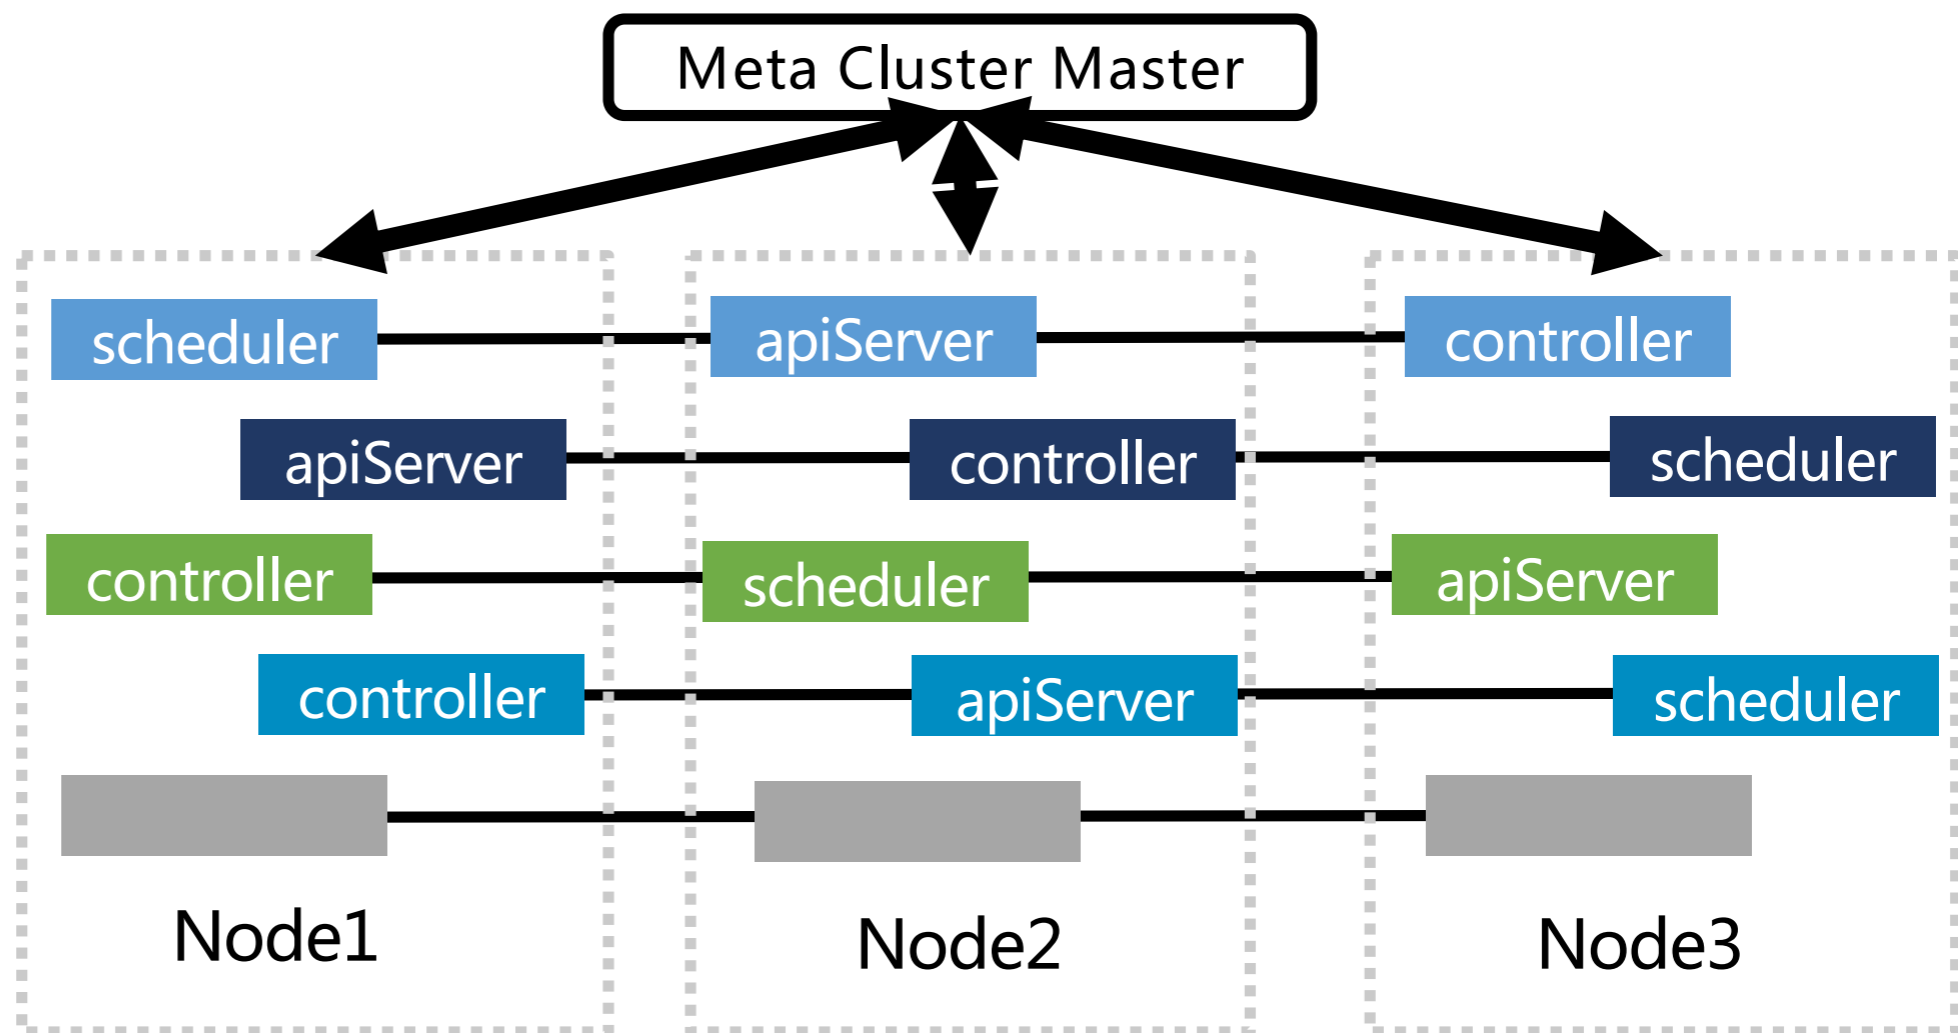 Meta Cluster Master
scheduler
apiServer
controller
apiServer
controller
scheduler
controller
scheduler
apiServer
controller
apiServer
scheduler
Node1
Node2
Node3